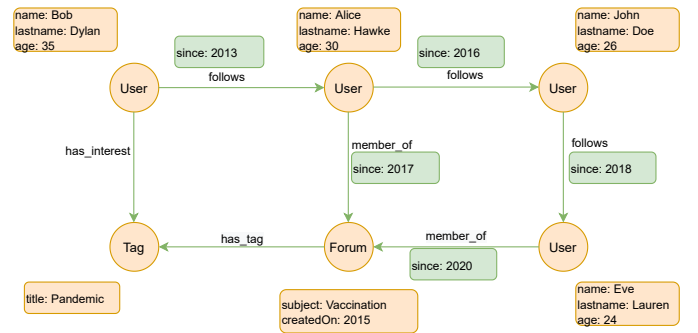 name: Bob
lastname: Dylan
age: 35
name: Alice
lastname: Hawke
age: 30
name: John
lastname: Doe
age: 26
since: 2013
since: 2016
follows
follows
User
User
User
has_interest
member_of
since: 2017
follows
since: 2018
Tag
has_tag
Forum
member_of
since: 2020
User
title: Pandemic
subject: Vaccination
createdOn: 2015
name: Eve
lastname: Lauren
age: 24